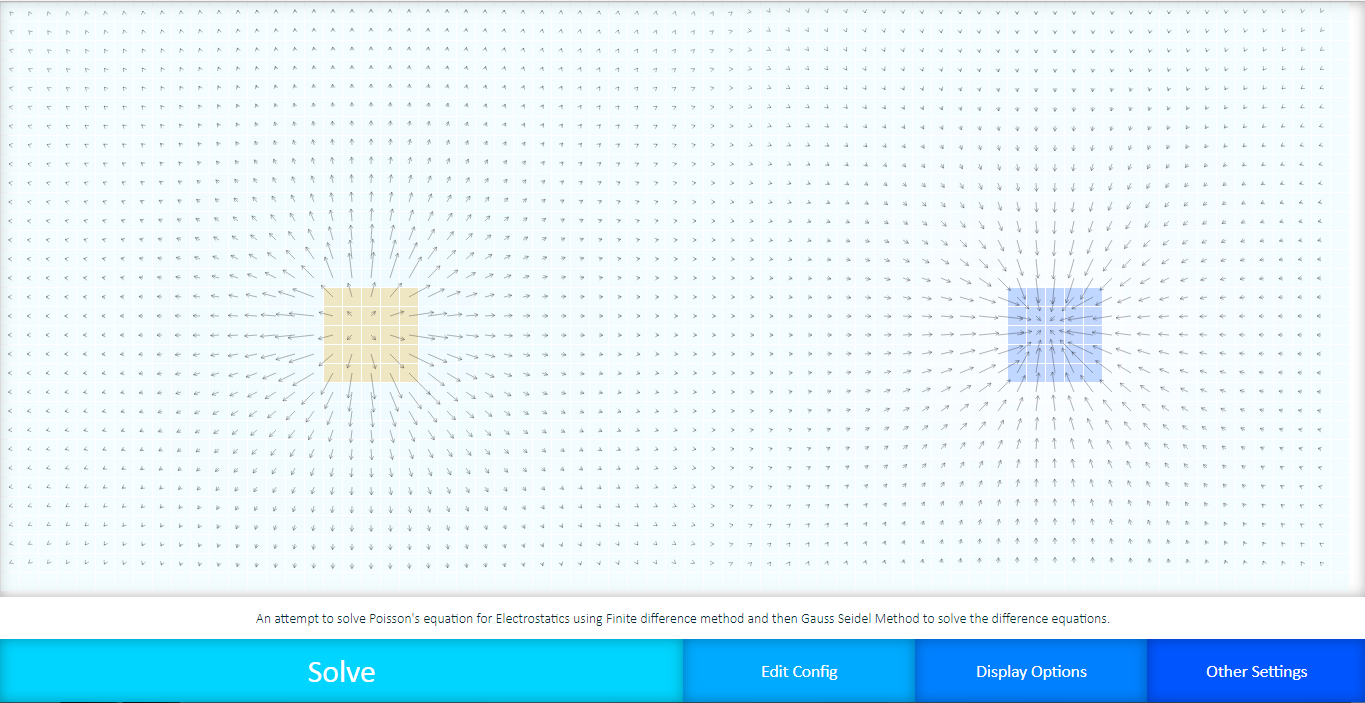 An attempt to solve Poisson's equation for Electrostatics using Finite difference method and then Gauss Seidel Method to solve the difference equations.
Solve
Edit Config
Display Options
Other Settings